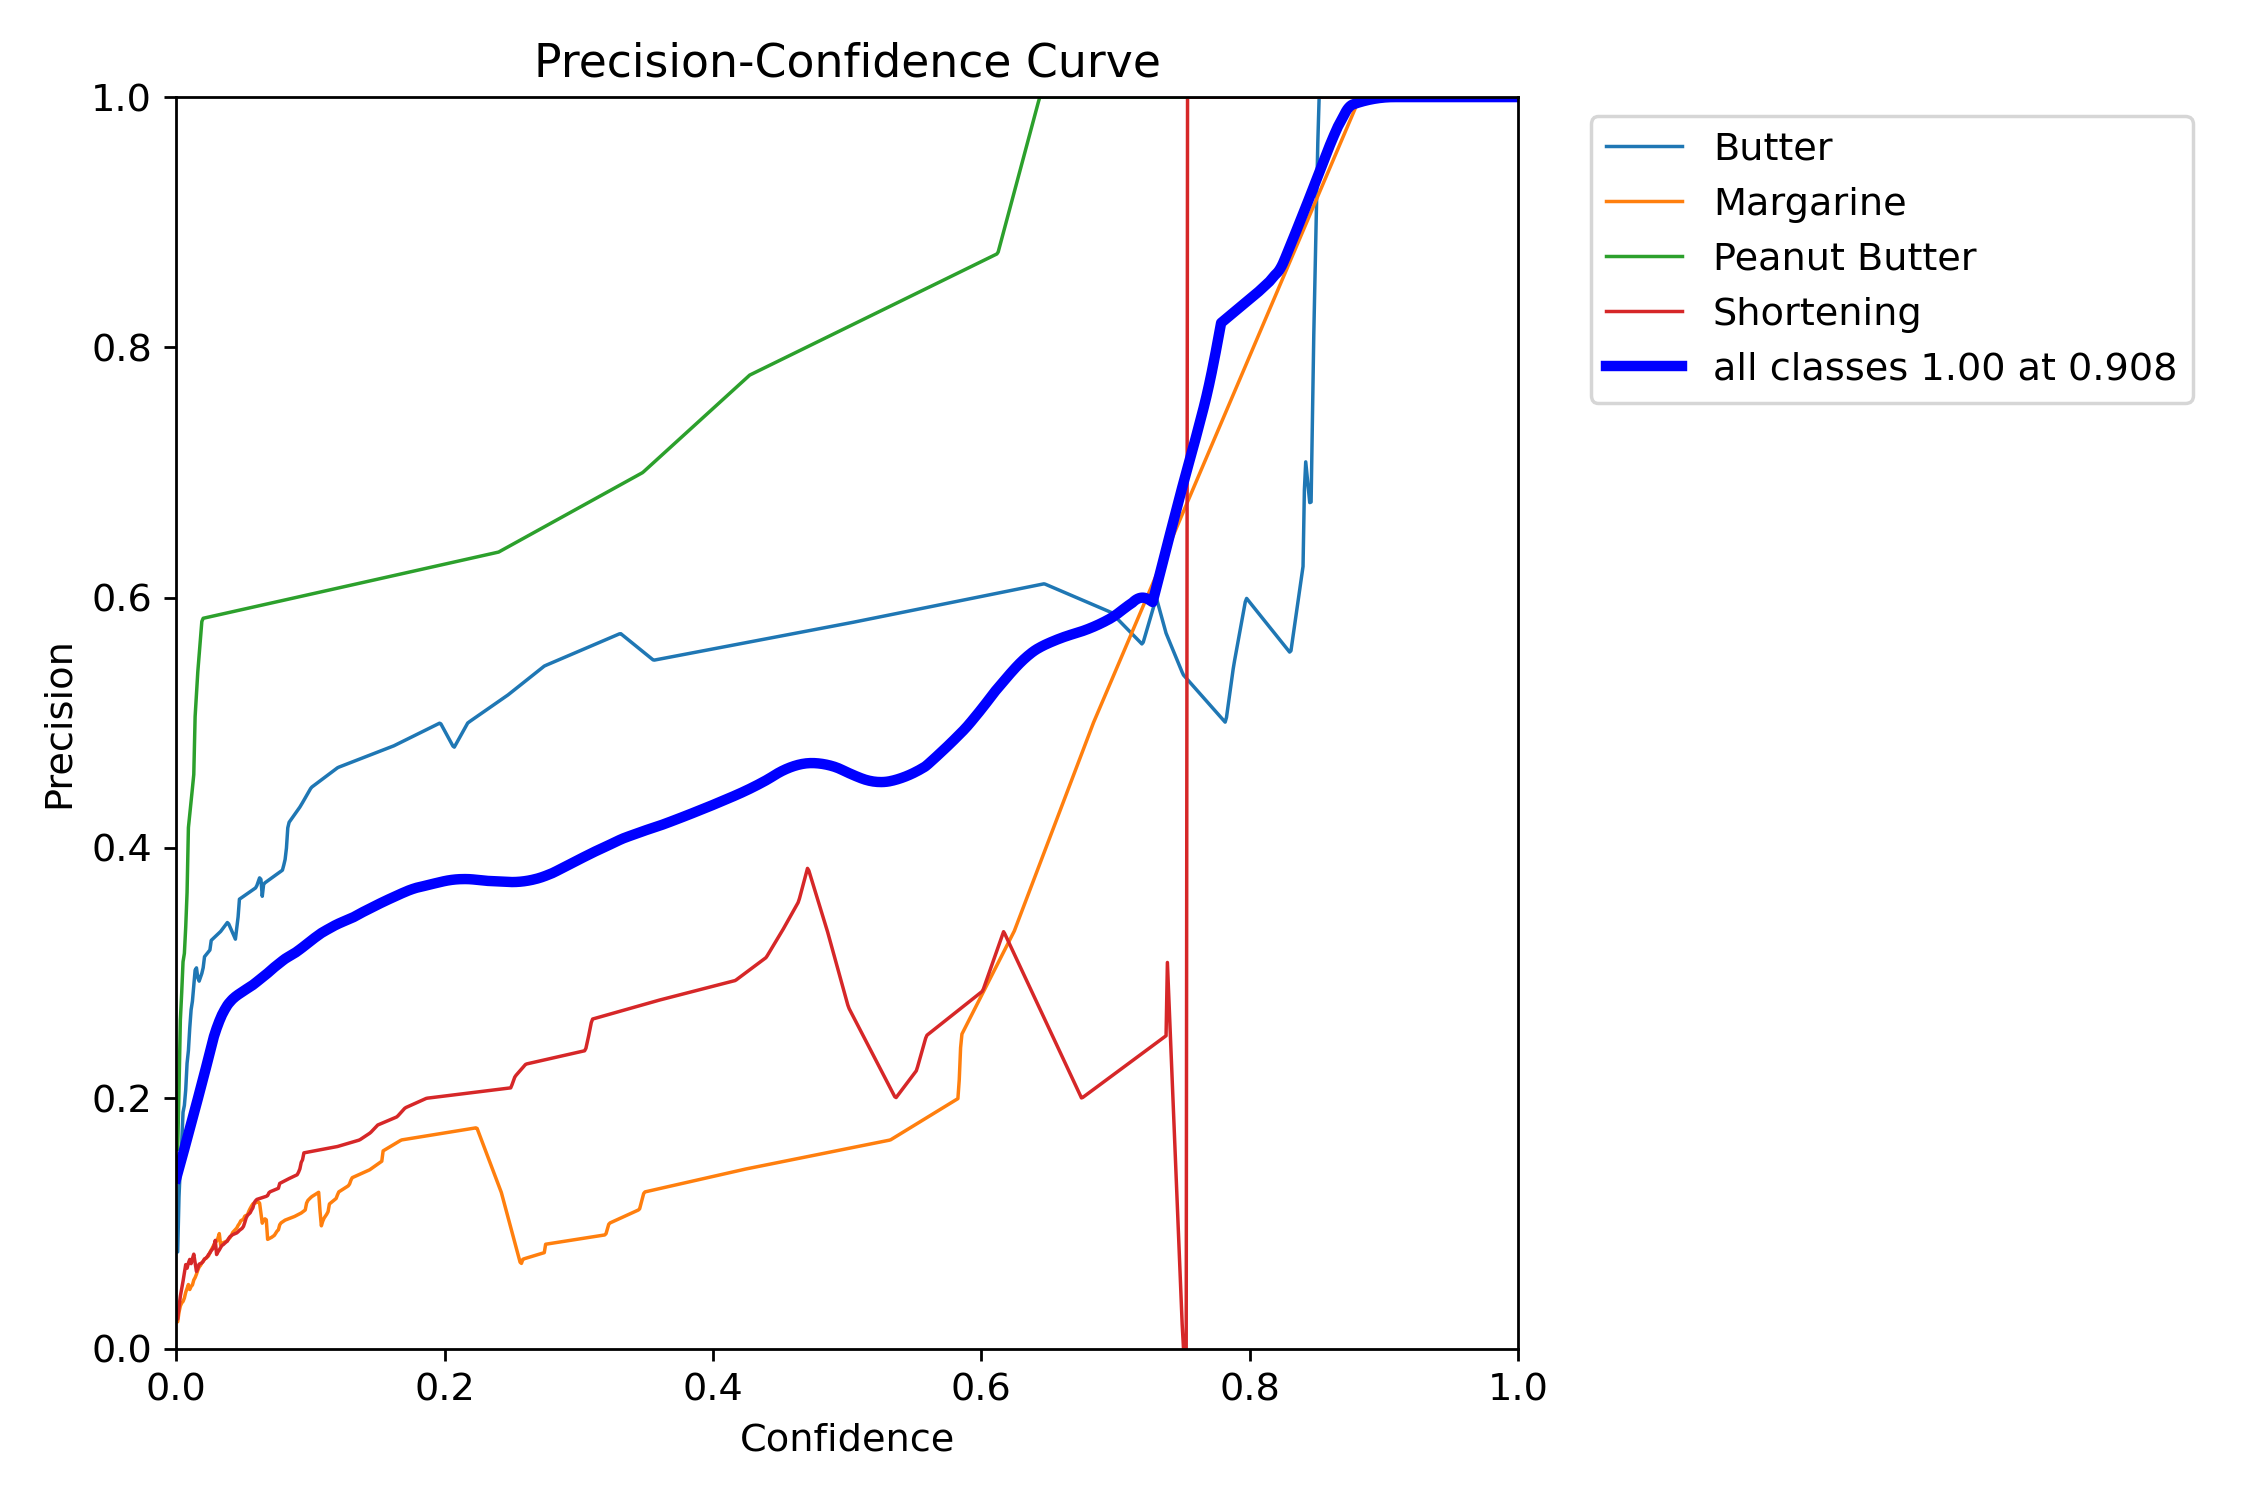 Precision-Confidence Curve
1.0
0.8
0.6
0.4
0.2
0.0
Precision
0.0 0.2 0.4 0.6 0.8 1.0
Confidence
Butter
Margarine
Peanut Butter
Shortening
all classes 1.00 at 0.908